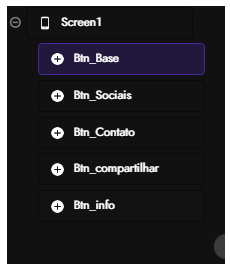 Screen1
Btn_Base
Btn_Sociais
Btn_Contato
Btn_compartilhar
Btn_info